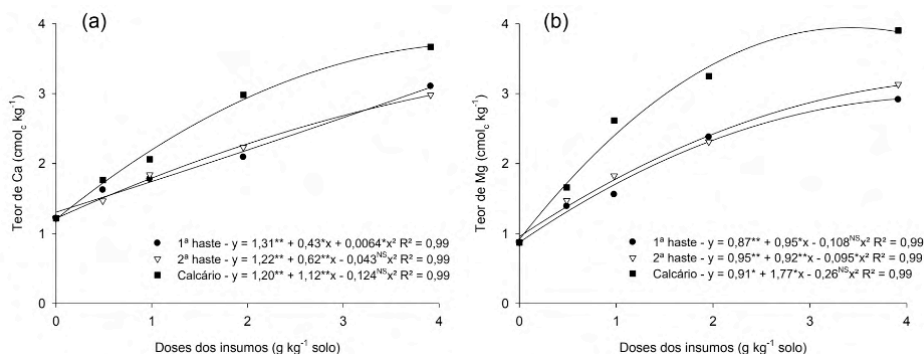 (a)
4
3
2
1
0
Teor de Ca (cmol_c kg⁻¹)
1ª haste - y = 1,31** + 0,43*x + 0,0064*x² R² = 0,99
2ª haste - y = 1,22** + 0,62**x - 0,043ᴺˢx² R² = 0,99
Calcário - y = 1,20** + 1,12**x - 0,124ᴺˢx² R² = 0,99
0 1 2 3 4
Doses dos insumos (g kg⁻¹ solo)
(b)
4
3
2
1
0
Teor de Mg (cmol_c kg⁻¹)
1ª haste - y = 0,87** + 0,95*x - 0,108ᴺˢx² R² = 0,99
2ª haste - y = 0,95** + 0,92**x - 0,095*x² R² = 0,99
Calcário - y = 0,91* + 1,77*x - 0,26ᴺˢx² R² = 0,99
0 1 2 3 4
Doses dos insumos (g kg⁻¹ solo)